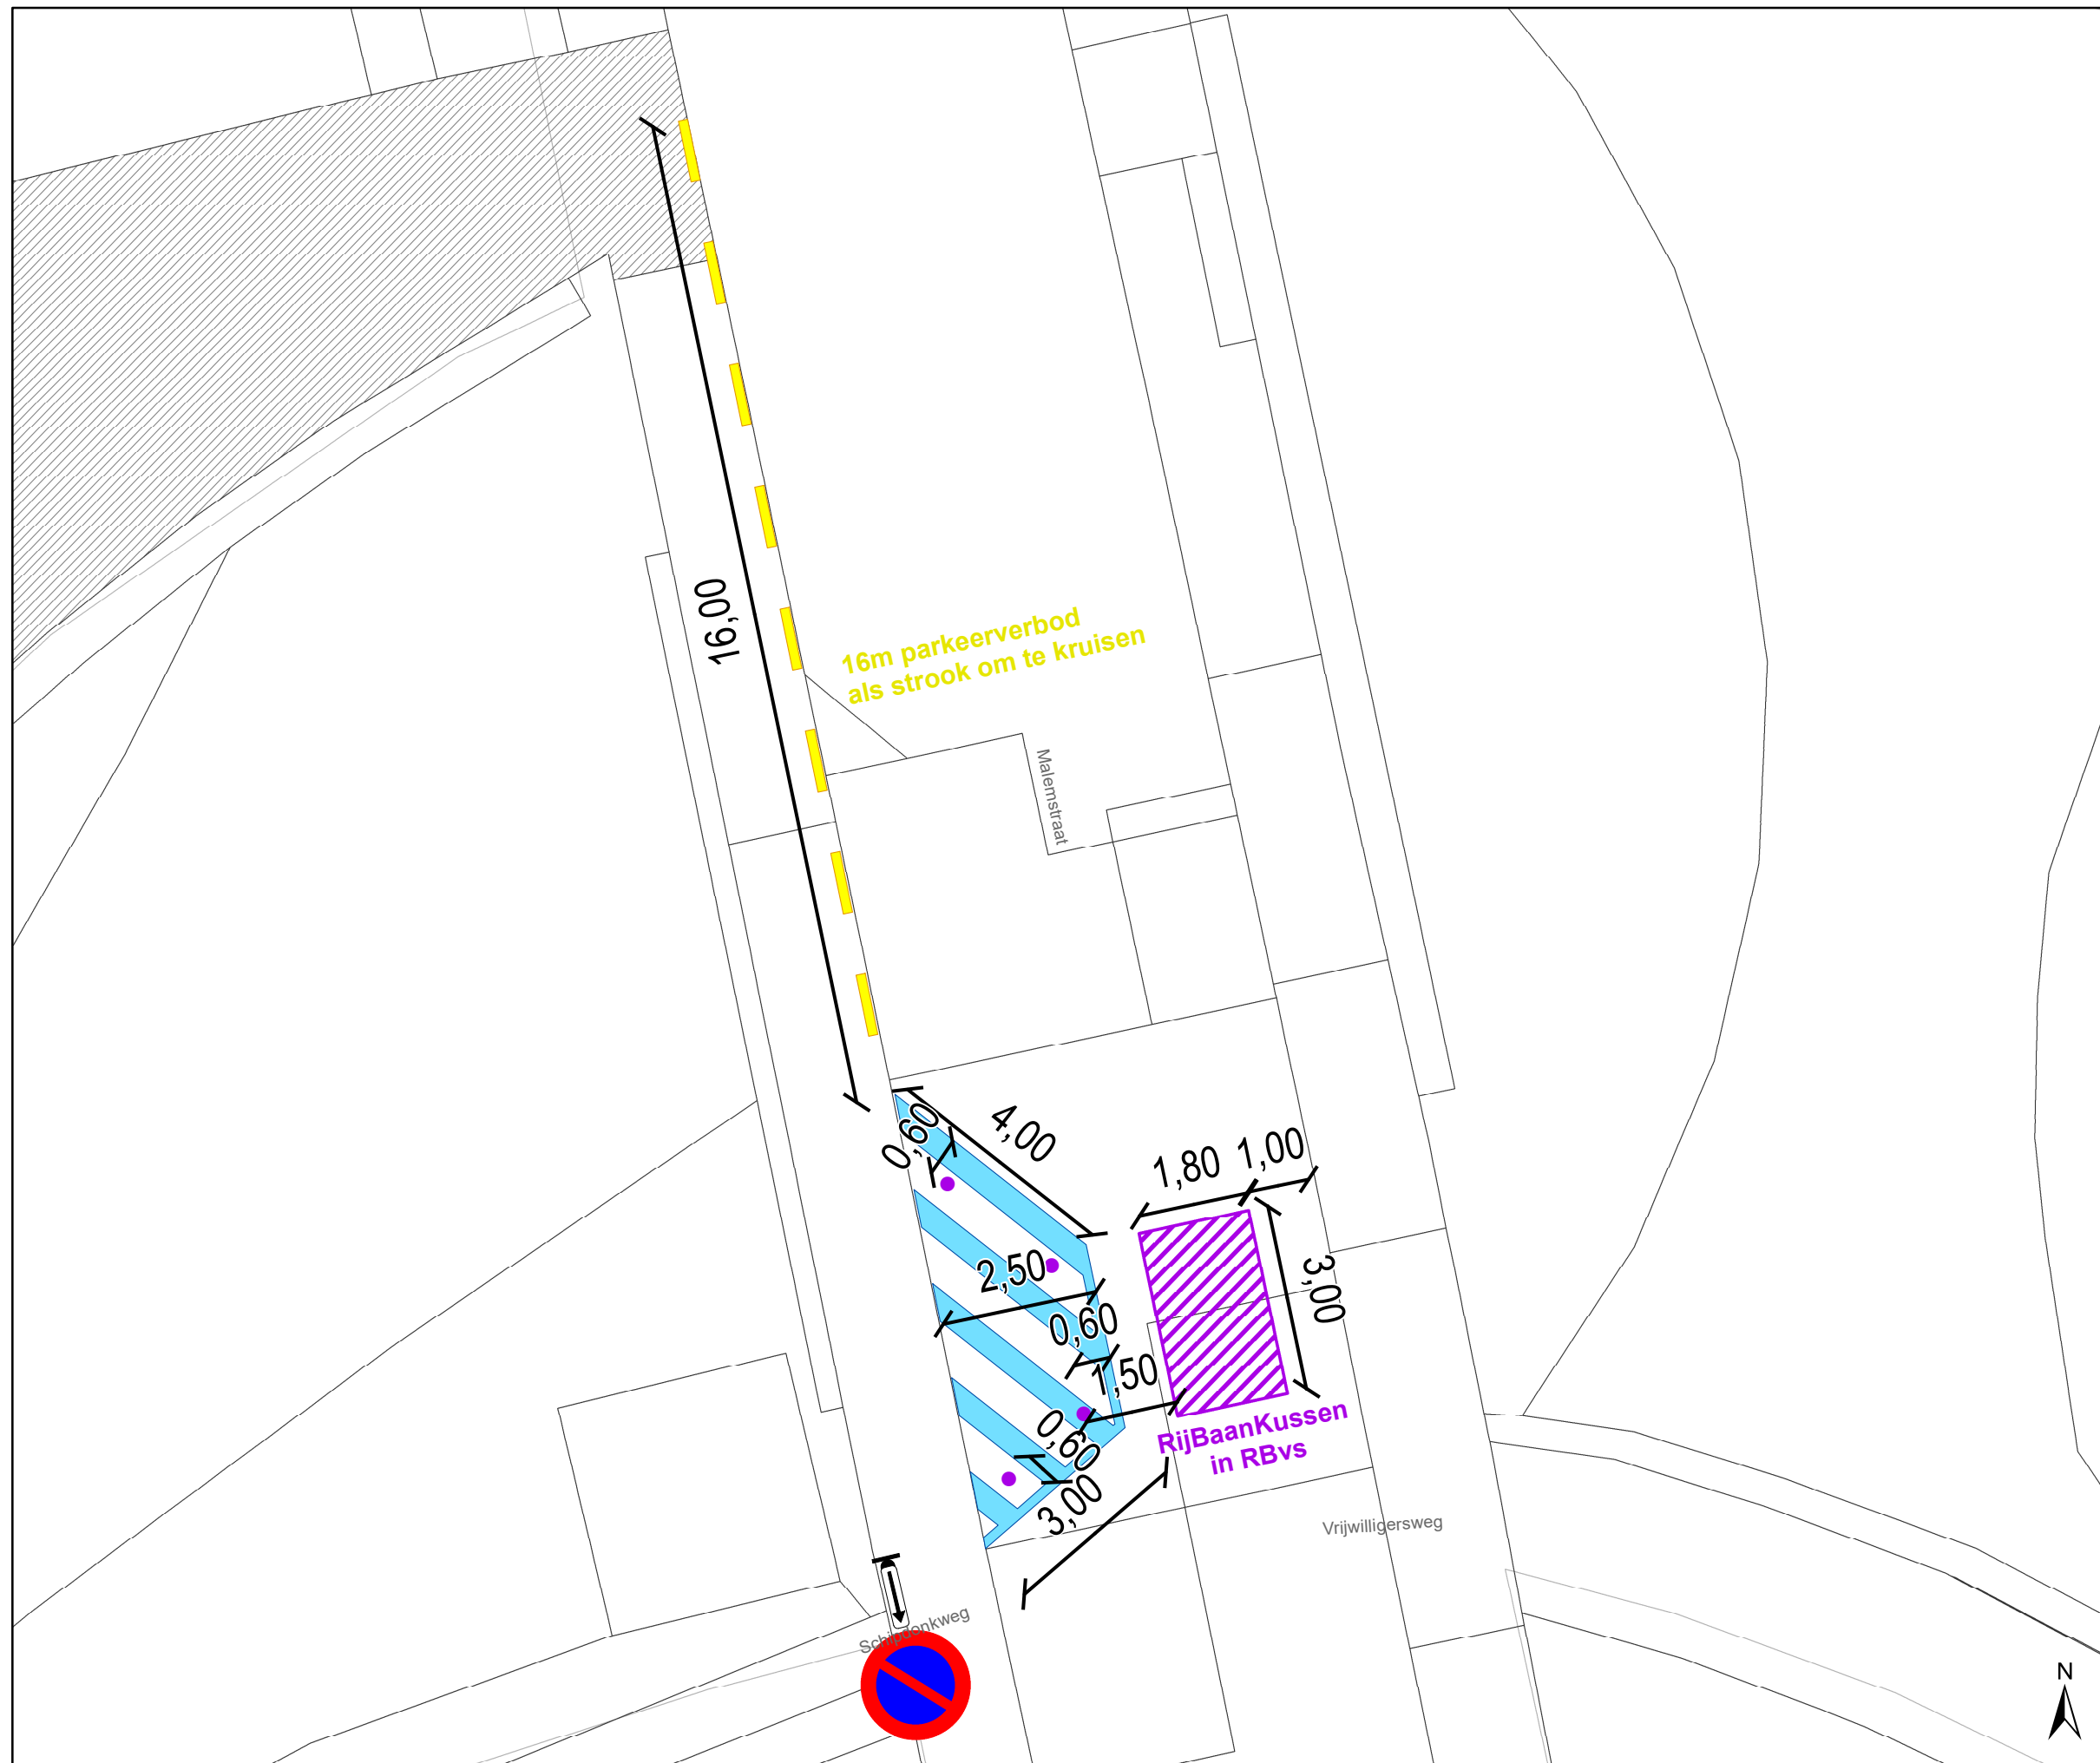 16,00
16m parkeerverbod
als strook om te kruisen
Malemstraat
4,00
0,60
1,80
1,00
2,50
3,00
0,60
1,50
RijBaanKussen
in RBvs
0,60
3,00
Vrijwilligersweg
Schipdonkweg
N